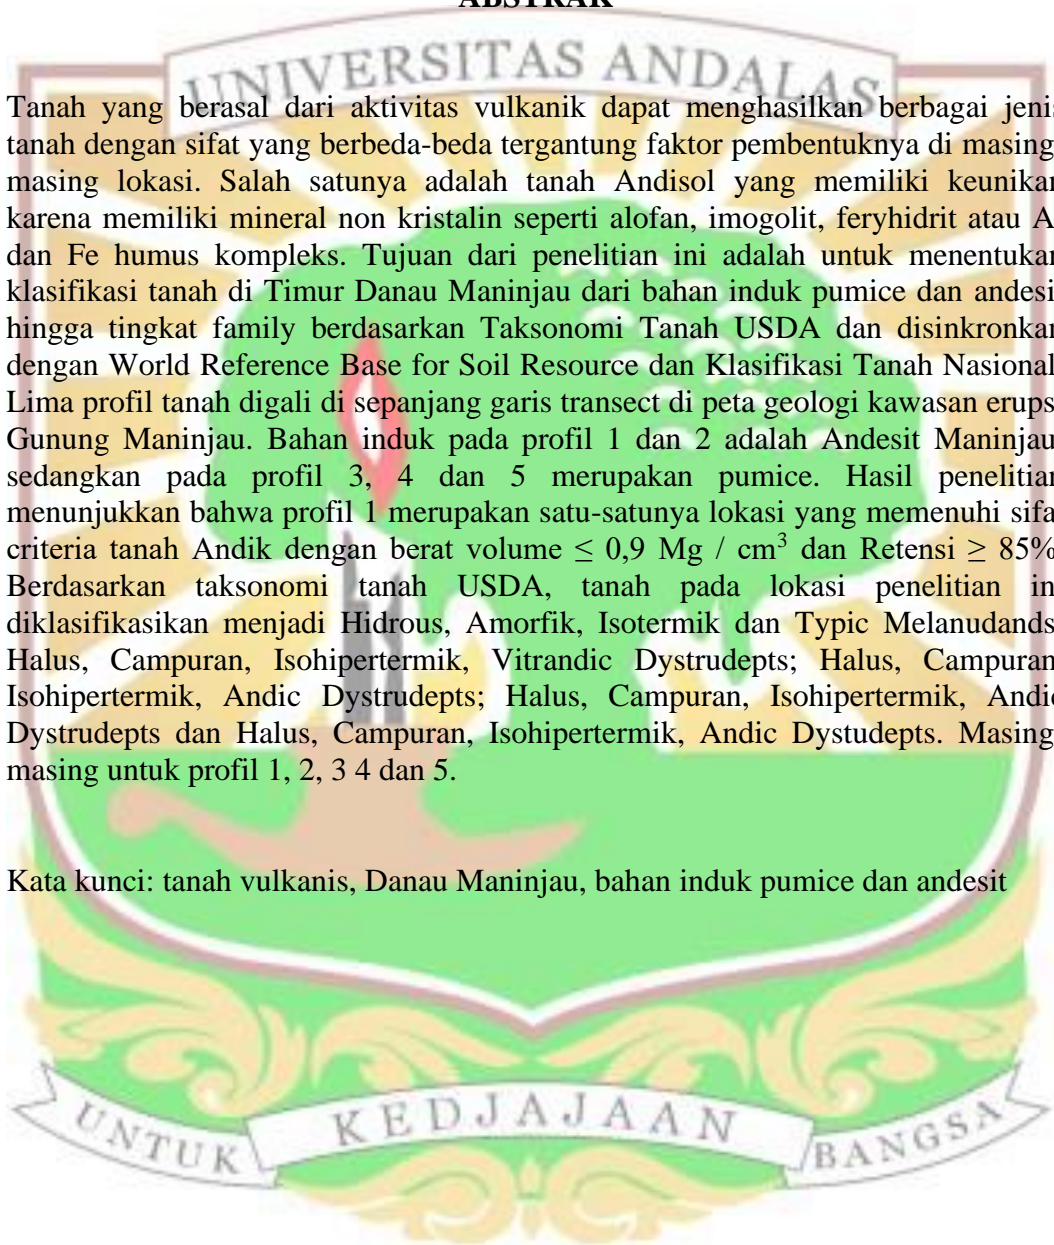 ABSTRAK
UNIVERSITAS ANDALAS
Tanah yang berasal dari aktivitas vulkanik dapat menghasilkan berbagai jenis
tanah dengan sifat yang berbeda-beda tergantung faktor pembentuknya di masing
masing lokasi. Salah satunya adalah tanah Andisol yang memiliki keunikan
karena memiliki mineral non kristalin seperti alofan, imogolit, feryhidrit atau A
dan Fe humus kompleks. Tujuan dari penelitian ini adalah untuk menentukan
klasifikasi tanah di Timur Danau Maninjau dari bahan induk pumice dan andesi
hingga tingkat family berdasarkan Taksonomi Tanah USDA dan disinkronkan
dengan World Reference Base for Soil Resource dan Klasifikasi Tanah Nasional
Lima profil tanah digali di sepanjang garis transect di peta geologi kawasan erups
Gunung Maninjau. Bahan induk pada profil 1 dan 2 adalah Andesit Maninjau
sedangkan pada profil 3, 4 dan 5 merupakan pumice. Hasil penelitian
menunjukkan bahwa profil 1 merupakan satu-satunya lokasi yang memenuhi sifa
criteria tanah Andik dengan berat volume ≤ 0,9 Mg / cm³ dan Retensi ≥ 85%
Berdasarkan taksonomi tanah USDA, tanah pada lokasi penelitian in
diklasifikasikan menjadi Hidrous, Amorfik, Isotermik dan Typic Melanudands
Halus, Campuran, Isohipertermik, Vitrandic Dystrudepts; Halus, Campuran
Isohipertermik, Andic Dystrudepts; Halus, Campuran, Isohipertermik, Andic
Dystrudepts dan Halus, Campuran, Isohipertermik, Andic Dystudepts. Masing
masing untuk profil 1, 2, 3 4 dan 5.
Kata kunci: tanah vulkanis, Danau Maninjau, bahan induk pumice dan andesit
UNTUK KEDJAJAAN BANGSA